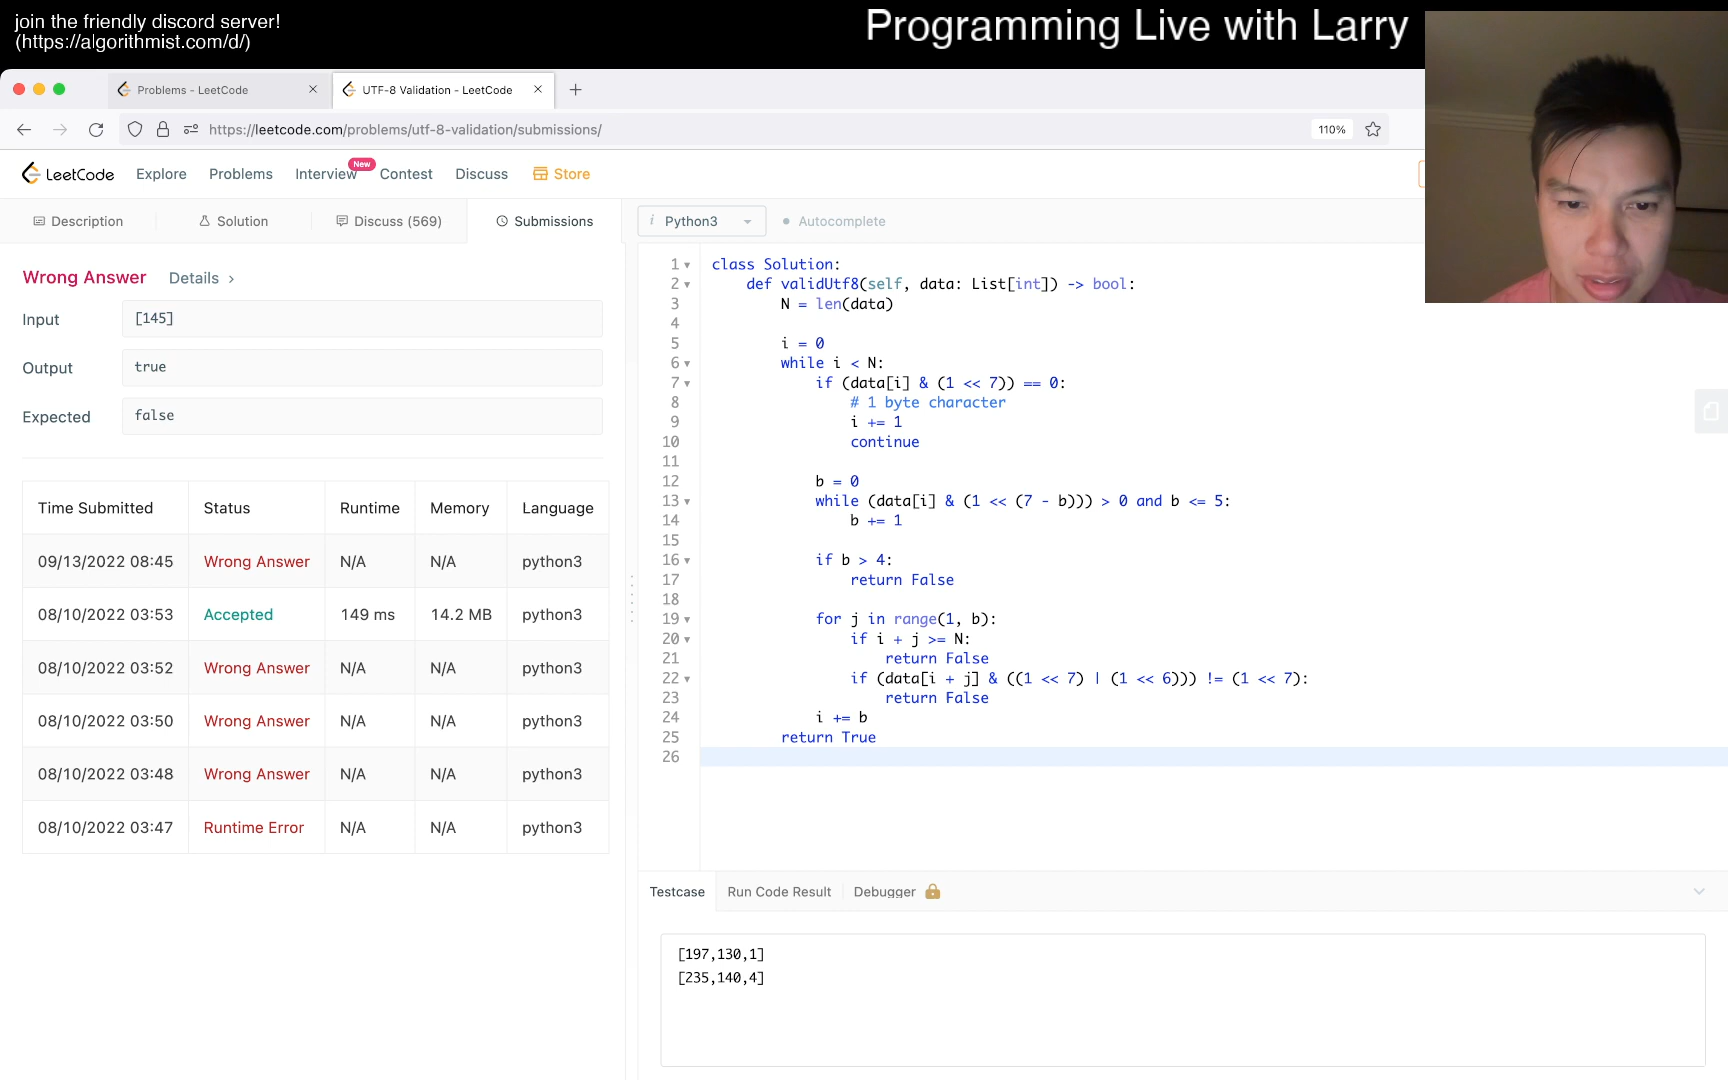 join the friendly discord server!
(https://algorithmist.com/d/)
Programming Live with Larry
Problems - LeetCode
UTF-8 Validation - LeetCode
https://leetcode.com/problems/utf-8-validation/submissions/
110%
LeetCode
Explore
Problems
Interview
New
Contest
Discuss
Store
Description
Solution
Discuss (569)
Submissions
i Python3
Autocomplete
Wrong Answer
Details >
Input
[145]
Output
true
Expected
false
Time Submitted Status Runtime Memory Language
09/13/2022 08:45 Wrong Answer N/A N/A python3
08/10/2022 03:53 Accepted 149 ms 14.2 MB python3
08/10/2022 03:52 Wrong Answer N/A N/A python3
08/10/2022 03:50 Wrong Answer N/A N/A python3
08/10/2022 03:48 Wrong Answer N/A N/A python3
08/10/2022 03:47 Runtime Error N/A N/A python3
1 class Solution:
2 def validUtf8(self, data: List[int]) -> bool:
3 N = len(data)
4
5 i = 0
6 while i < N:
7 if (data[i] & (1 << 7)) == 0:
8 # 1 byte character
9 i += 1
10 continue
11
12 b = 0
13 while (data[i] & (1 << (7 - b))) > 0 and b <= 5:
14 b += 1
15
16 if b > 4:
17 return False
18
19 for j in range(1, b):
20 if i + j >= N:
21 return False
22 if (data[i + j] & ((1 << 7) | (1 << 6))) != (1 << 7):
23 return False
24 i += b
25 return True
26
Testcase
Run Code Result
Debugger
[197,130,1]
[235,140,4]